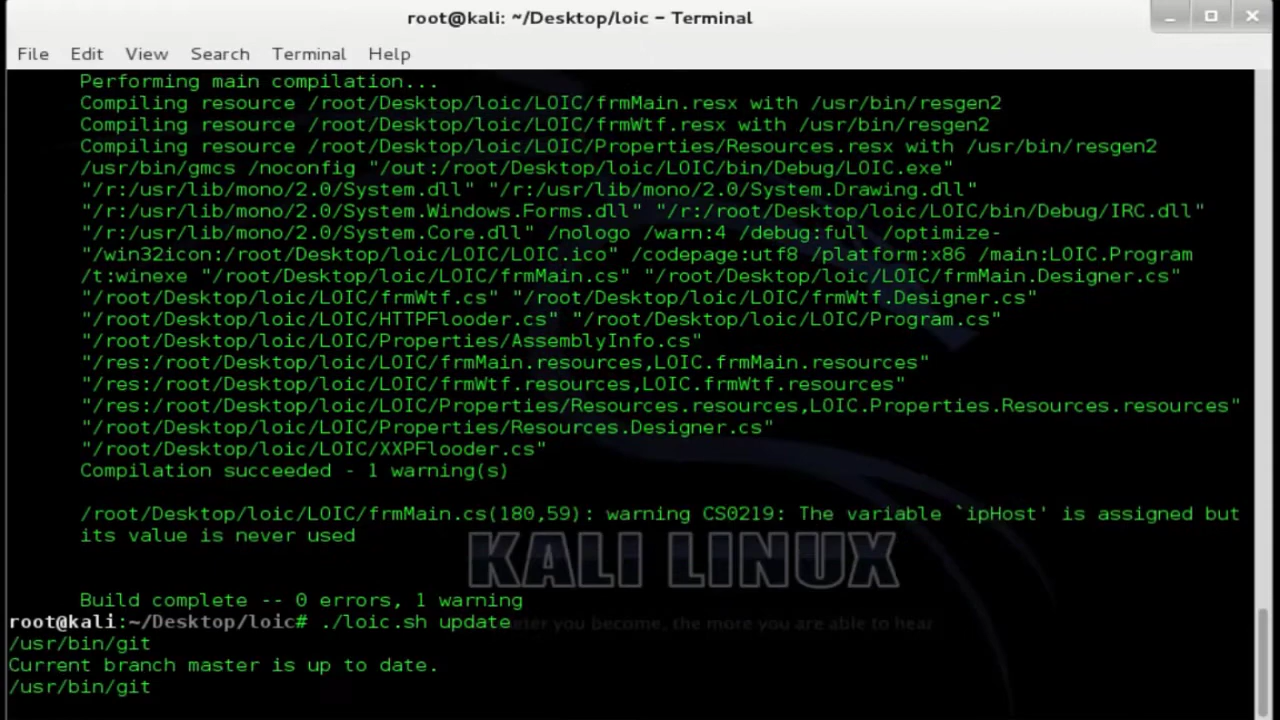 root@kali: ~/Desktop/loic – Terminal
File Edit View Search Terminal Help
Performing main compilation...
Compiling resource /root/Desktop/loic/LOIC/frmMain.resx with /usr/bin/resgen2
Compiling resource /root/Desktop/loic/LOIC/frmWtf.resx with /usr/bin/resgen2
Compiling resource /root/Desktop/loic/LOIC/Properties/Resources.resx with /usr/bin/resgen2
/usr/bin/gmcs /noconfig "/out:/root/Desktop/loic/LOIC/bin/Debug/LOIC.exe"
"/r:/usr/lib/mono/2.0/System.dll" "/r:/usr/lib/mono/2.0/System.Drawing.dll"
"/r:/usr/lib/mono/2.0/System.Windows.Forms.dll" "/r:/root/Desktop/loic/LOIC/bin/Debug/IRC.dll"
"/r:/usr/lib/mono/2.0/System.Core.dll" /nologo /warn:4 /debug:full /optimize-
"/win32icon:/root/Desktop/loic/LOIC/LOIC.ico" /codepage:utf8 /platform:x86 /main:LOIC.Program
/t:winexe "/root/Desktop/loic/LOIC/frmMain.cs" "/root/Desktop/loic/LOIC/frmMain.Designer.cs"
"/root/Desktop/loic/LOIC/frmWtf.cs" "/root/Desktop/loic/LOIC/frmWtf.Designer.cs"
"/root/Desktop/loic/LOIC/HTTPFlooder.cs" "/root/Desktop/loic/LOIC/Program.cs"
"/root/Desktop/loic/LOIC/Properties/AssemblyInfo.cs"
"/res:/root/Desktop/loic/LOIC/frmMain.resources,LOIC.frmMain.resources"
"/res:/root/Desktop/loic/LOIC/frmWtf.resources,LOIC.frmWtf.resources"
"/res:/root/Desktop/loic/LOIC/Properties/Resources.resources,LOIC.Properties.Resources.resources"
"/root/Desktop/loic/LOIC/Properties/Resources.Designer.cs"
"/root/Desktop/loic/LOIC/XXPFlooder.cs"
Compilation succeeded - 1 warning(s)
/root/Desktop/loic/LOIC/frmMain.cs(180,59): warning CS0219: The variable `ipHost' is assigned but
its value is never used
KALI LINUX
Build complete -- 0 errors, 1 warning
root@kali:~/Desktop/loic# ./loic.sh update
you become, the more you are able to hear
/usr/bin/git
Current branch master is up to date.
/usr/bin/git